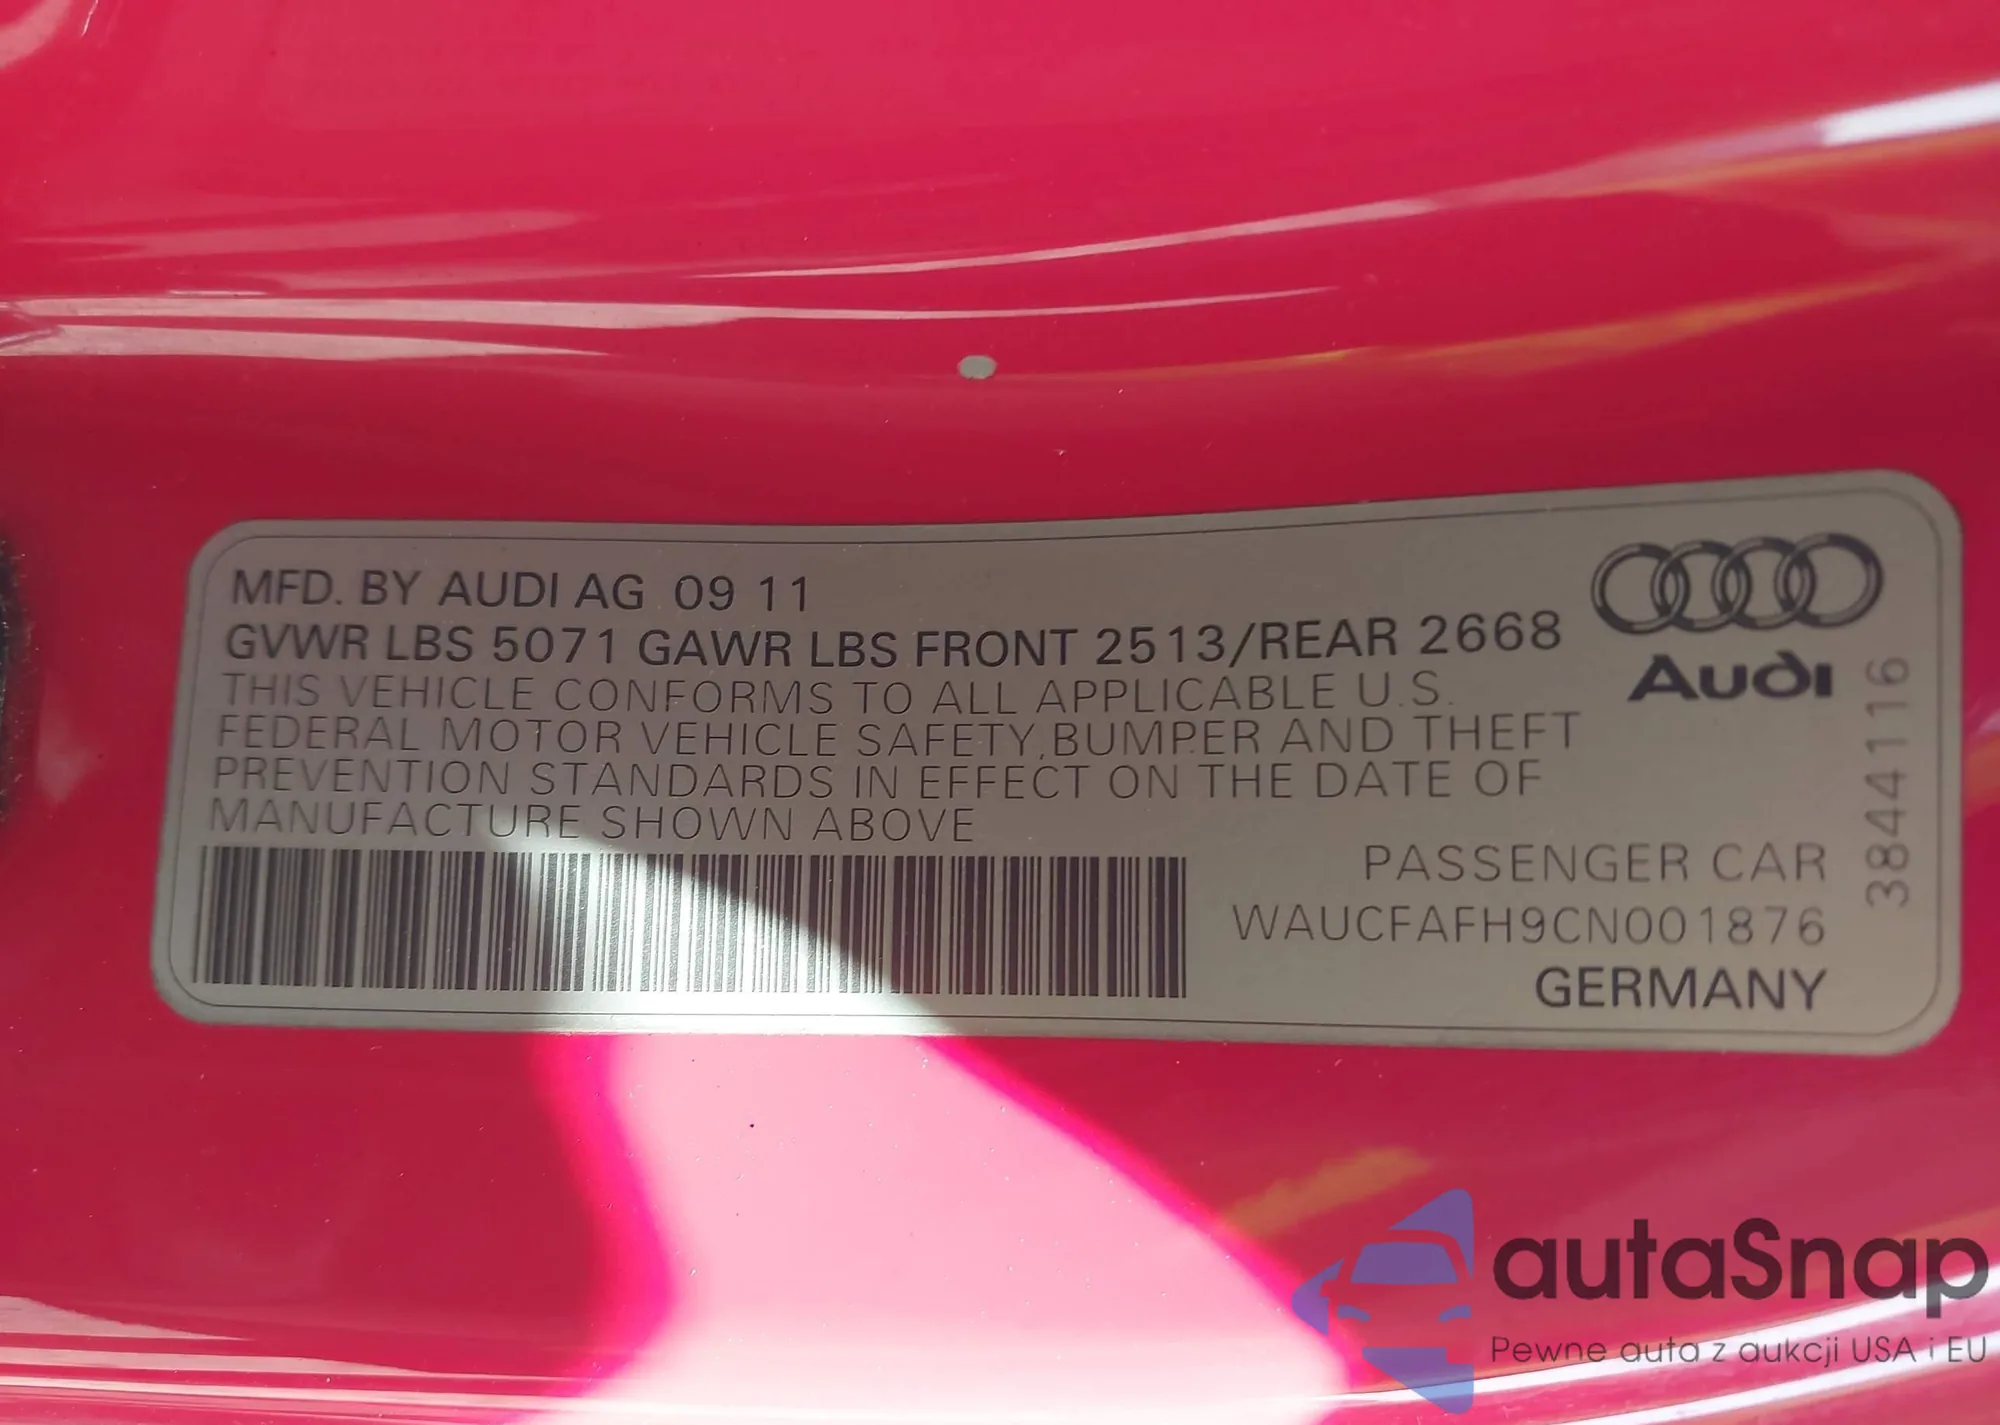 MFD. BY AUDI AG 09 11
GVWR LBS 5071 GAWR LBS FRONT 2513/REAR 2668
THIS VEHICLE CONFORMS TO ALL APPLICABLE U.S.
FEDERAL MOTOR VEHICLE SAFETY, BUMPER AND THEFT
PREVENTION STANDARDS IN EFFECT ON THE DATE OF
MANUFACTURE SHOWN ABOVE
Audi
3844116
PASSENGER CAR
WAUCFAFH9CN001876
GERMANY
autaSnap
Pewne auta z aukcji USA i EU